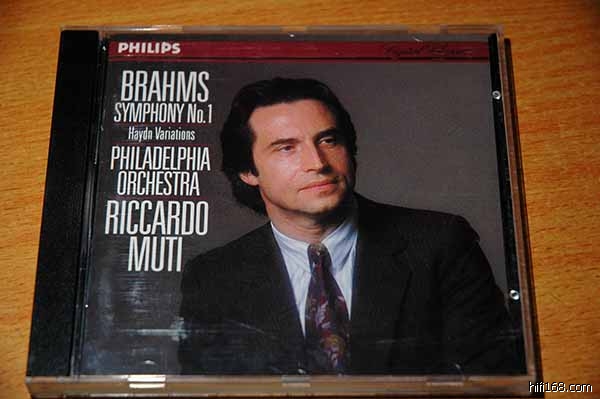 PHILIPS
BRAHMS
SYMPHONY No.1
Haydn Variations
PHILADELPHIA
ORCHESTRA
RICCARDO
MUTI
hifi168.com